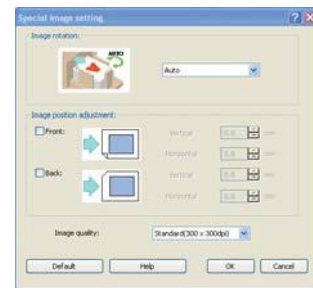 Special image setting
Image rotation:
AUTO
Auto
Image position adjustment:
Front:
Vertical 0.0 mm
Horizontal 0.0 mm
Back:
Vertical 0.0 mm
Horizontal 0.0 mm
Image quality: Standard(300 x 300dpi)
Default Help OK Cancel